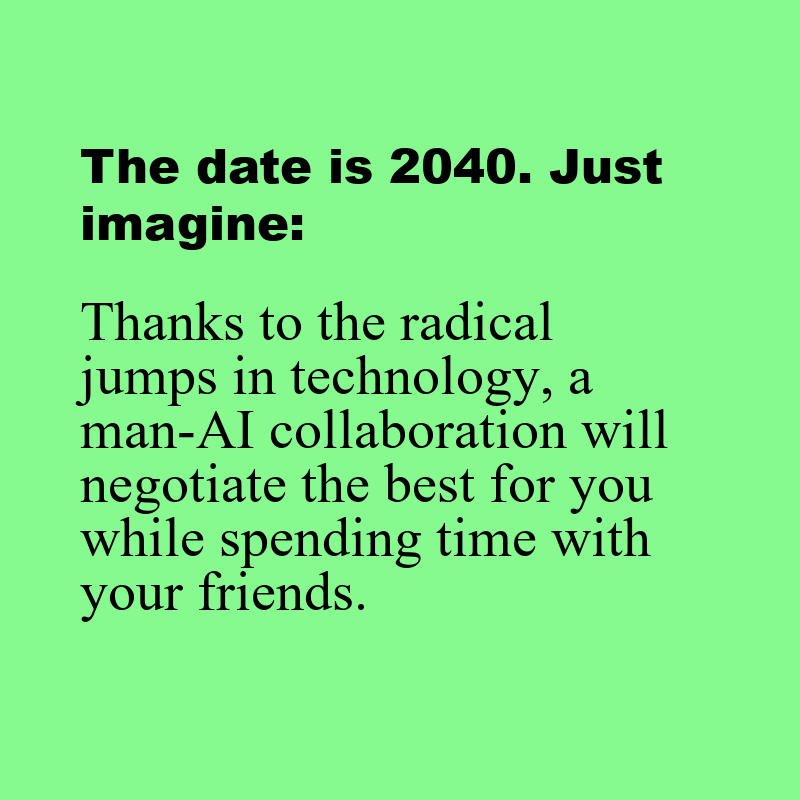 The date is 2040. Just
imagine:
Thanks to the radical
jumps in technology, a
man-AI collaboration will
negotiate the best for you
while spending time with
your friends.